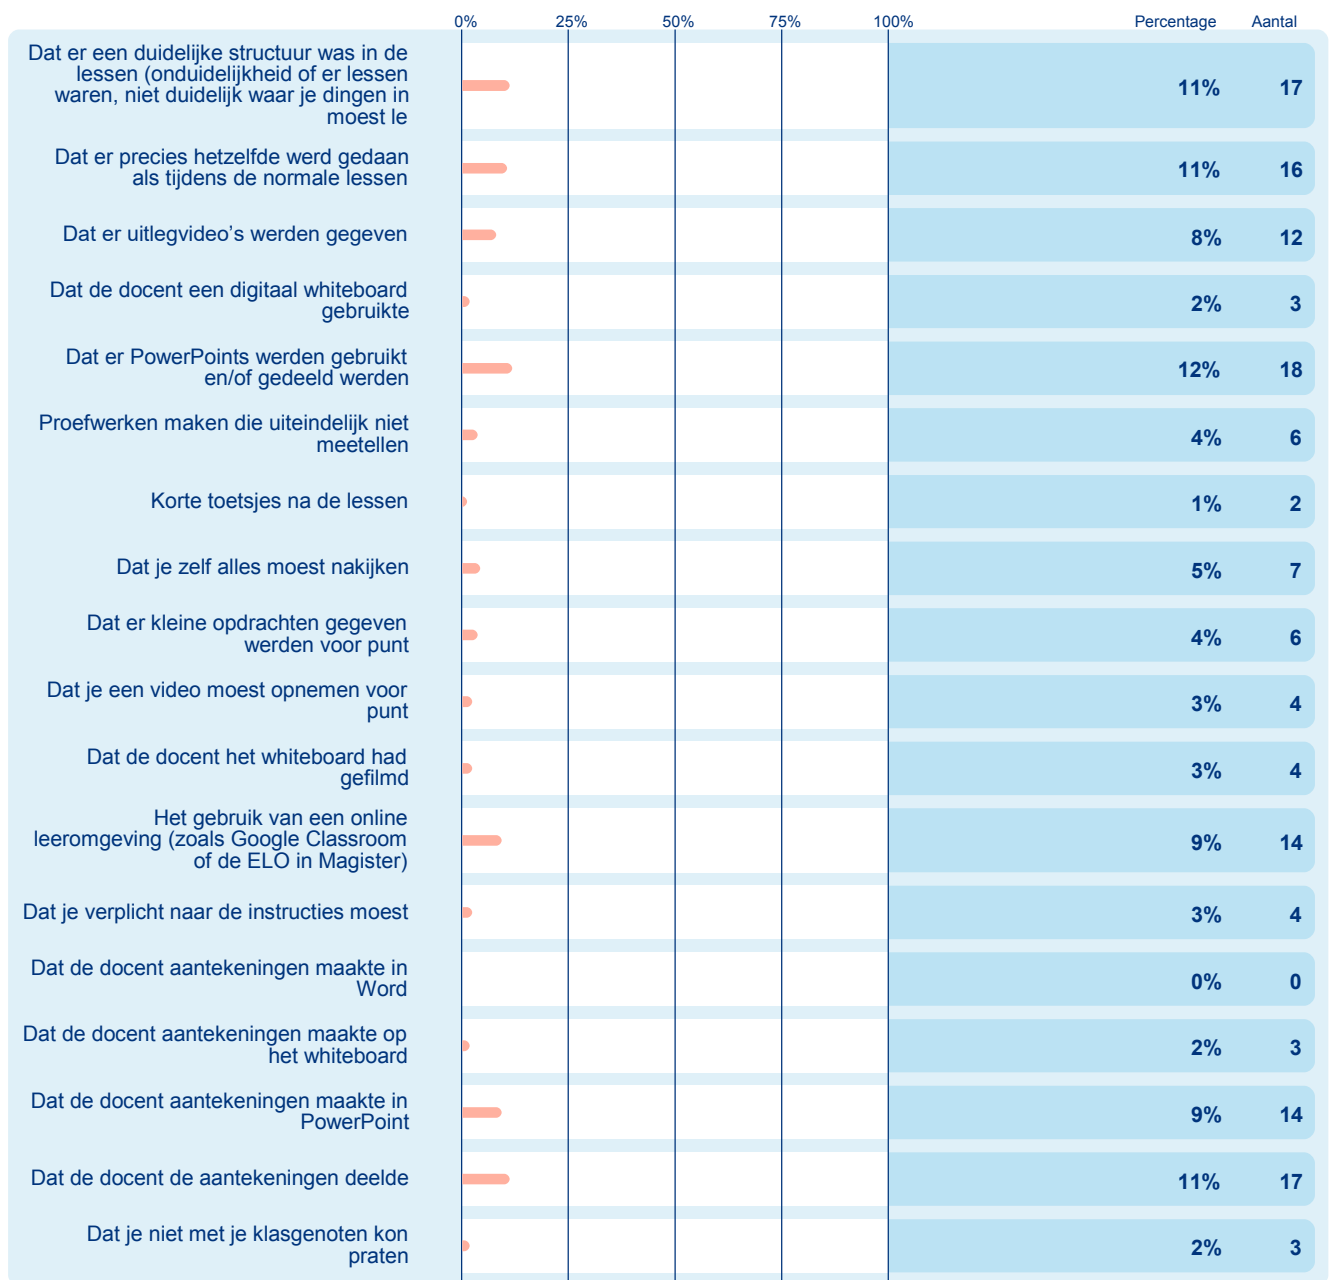 0% 25% 50% 75% 100% Percentage Aantal
Dat er een duidelijke structuur was in de
lessen (onduidelijkheid of er lessen
waren, niet duidelijk waar je dingen in
moest le
11% 17
Dat er precies hetzelfde werd gedaan
als tijdens de normale lessen
11% 16
Dat er uitlegvideo’s werden gegeven
8% 12
Dat de docent een digitaal whiteboard
gebruikte
2% 3
Dat er PowerPoints werden gebruikt
en/of gedeeld werden
12% 18
Proefwerken maken die uiteindelijk niet
meetellen
4% 6
Korte toetsjes na de lessen
1% 2
Dat je zelf alles moest nakijken
5% 7
Dat er kleine opdrachten gegeven
werden voor punt
4% 6
Dat je een video moest opnemen voor
punt
3% 4
Dat de docent het whiteboard had
gefilmd
3% 4
Het gebruik van een online
leeromgeving (zoals Google Classroom
of de ELO in Magister)
9% 14
Dat je verplicht naar de instructies moest
3% 4
Dat de docent aantekeningen maakte in
Word
0% 0
Dat de docent aantekeningen maakte op
het whiteboard
2% 3
Dat de docent aantekeningen maakte in
PowerPoint
9% 14
Dat de docent de aantekeningen deelde
11% 17
Dat je niet met je klasgenoten kon
praten
2% 3